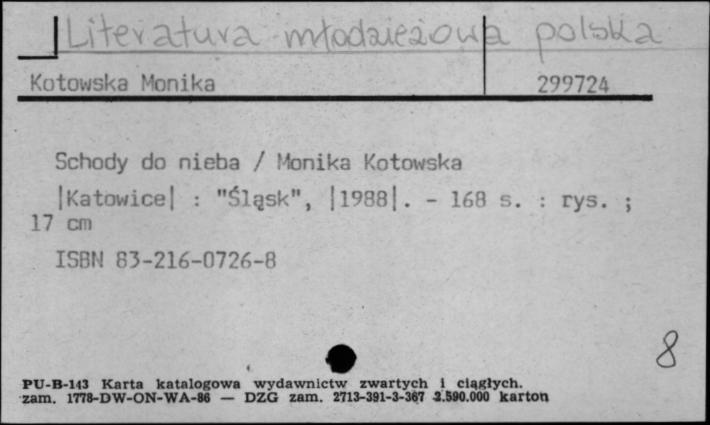 Literatura młodzieżowa polska
Kotowska Monika 299724
Schody do nieba / Monika Kotowska
|Katowice| : "Śląsk", |1988|. - 168 s. : rys. ;
17 cm
ISBN 83-216-0726-8
8
PU-B-143 Karta katalogowa wydawnictw zwartych i ciągłych.
zam. 1778-DW-ON-WA-86 — DZG zam. 2713-391-3-367 2.590.000 karton